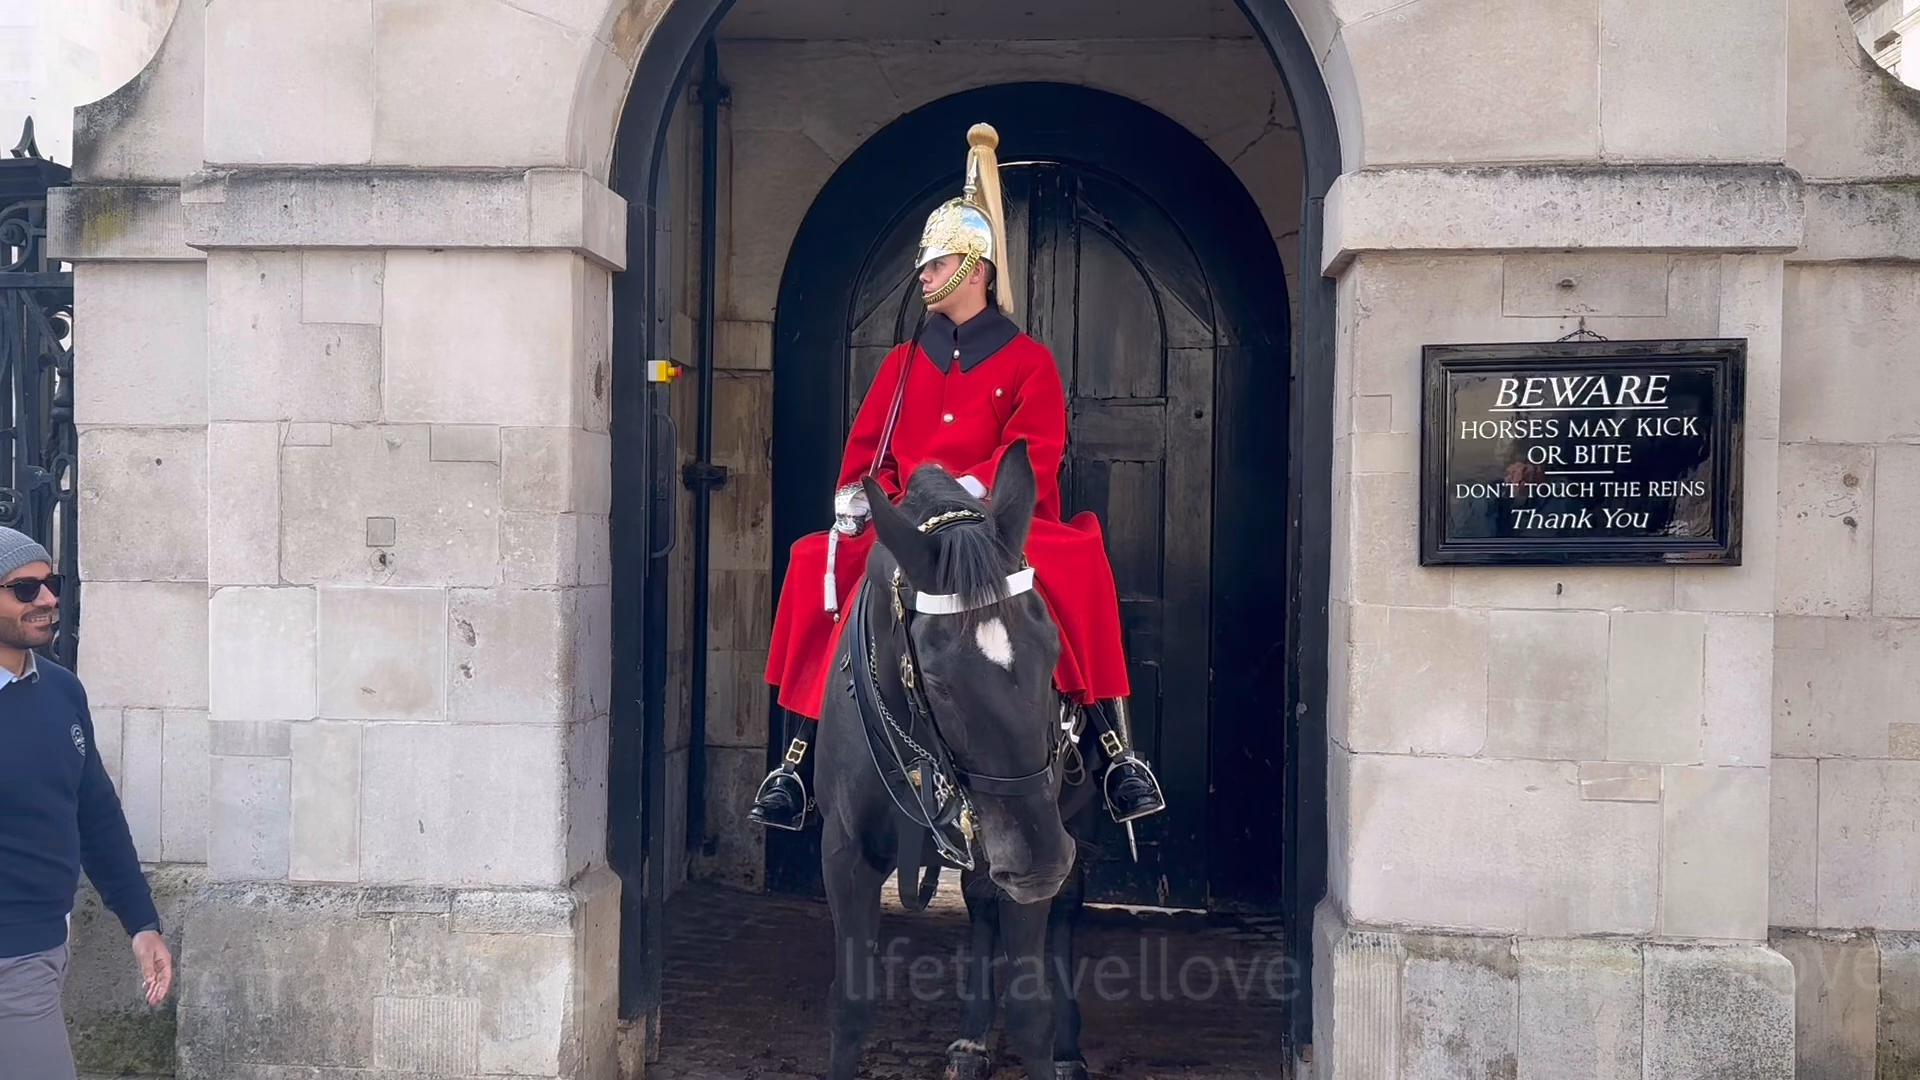 BEWARE
HORSES MAY KICK
OR BITE
DON'T TOUCH THE REINS
Thank You
lifetravellove